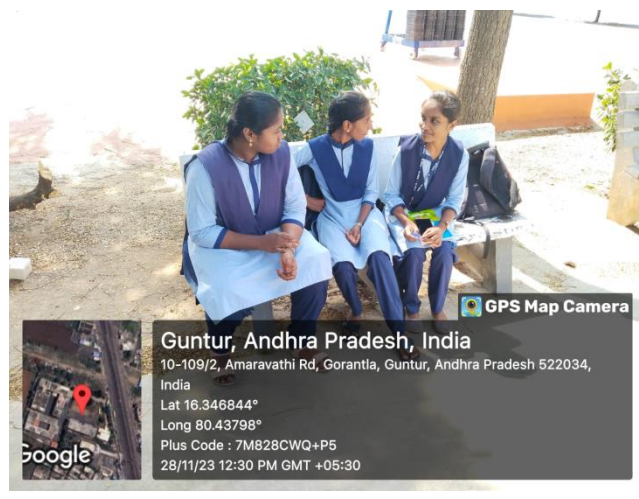 GPS Map Camera
Guntur, Andhra Pradesh, India
10-109/2, Amaravathi Rd, Gorantla, Guntur, Andhra Pradesh 522034,
India
Lat 16.346844°
Long 80.43798°
Plus Code : 7M828CWQ+P5
28/11/23 12:30 PM GMT +05:30
Google